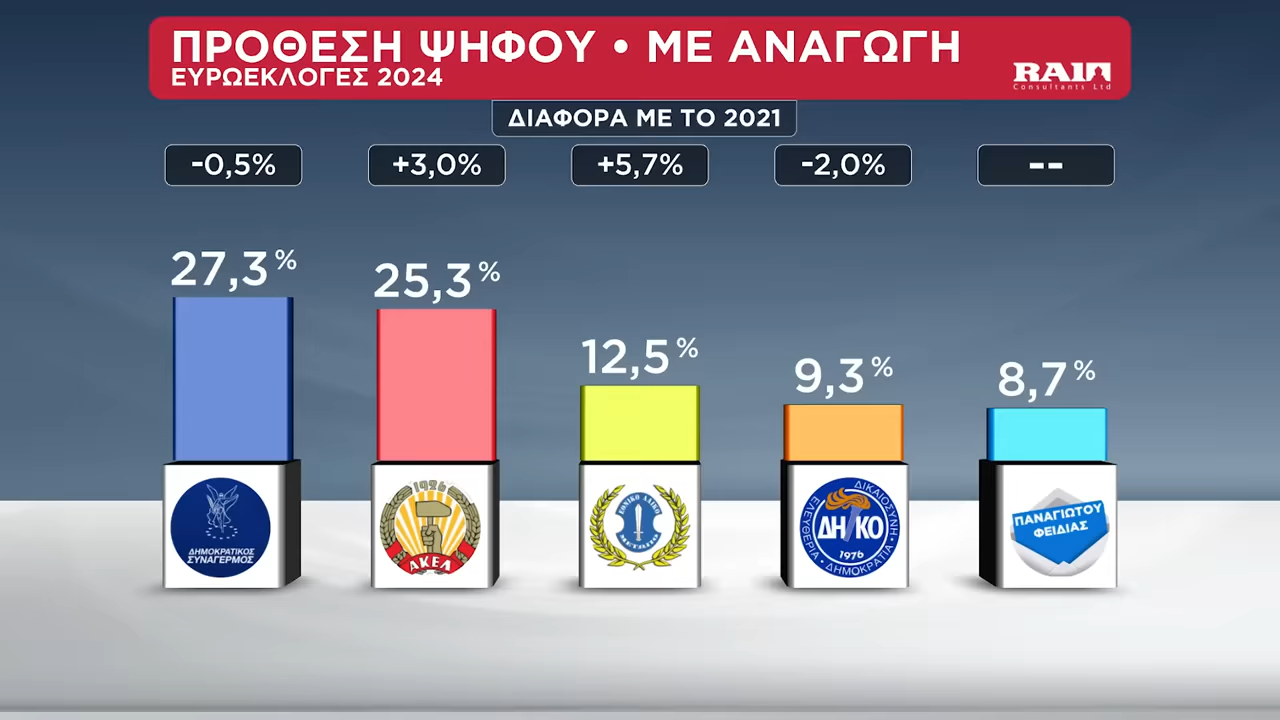 ΠΡΟΘΕΣΗ ΨΗΦΟΥ • ΜΕ ΑΝΑΓΩΓΗ
ΕΥΡΩΕΚΛΟΓΕΣ 2024
RAI
Consultants Ltd
ΔΙΑΦΟΡΑ ΜΕ ΤΟ 2021
-0,5% +3,0% +5,7% -2,0% --
27,3% 25,3% 12,5% 9,3% 8,7%
ΔΗΜΟΚΡΑΤΙΚΟΣ
ΣΥΝΑΓΕΡΜΟΣ
1926
ΑΚΕΛ
ΕΘΝΙΚΟ ΛΑΪΚΟ
ΜΕΤΩΠΟ
ΕΛΕΥΘΕΡΙΑ • ΔΗΜΟΚΡΑΤΙΑ • ΔΙΚΑΙΟΣΥΝΗ
ΔΗΚΟ
1976
ΠΑΝΑΓΙΩΤΟΥ
ΦΕΙΔΙΑΣ